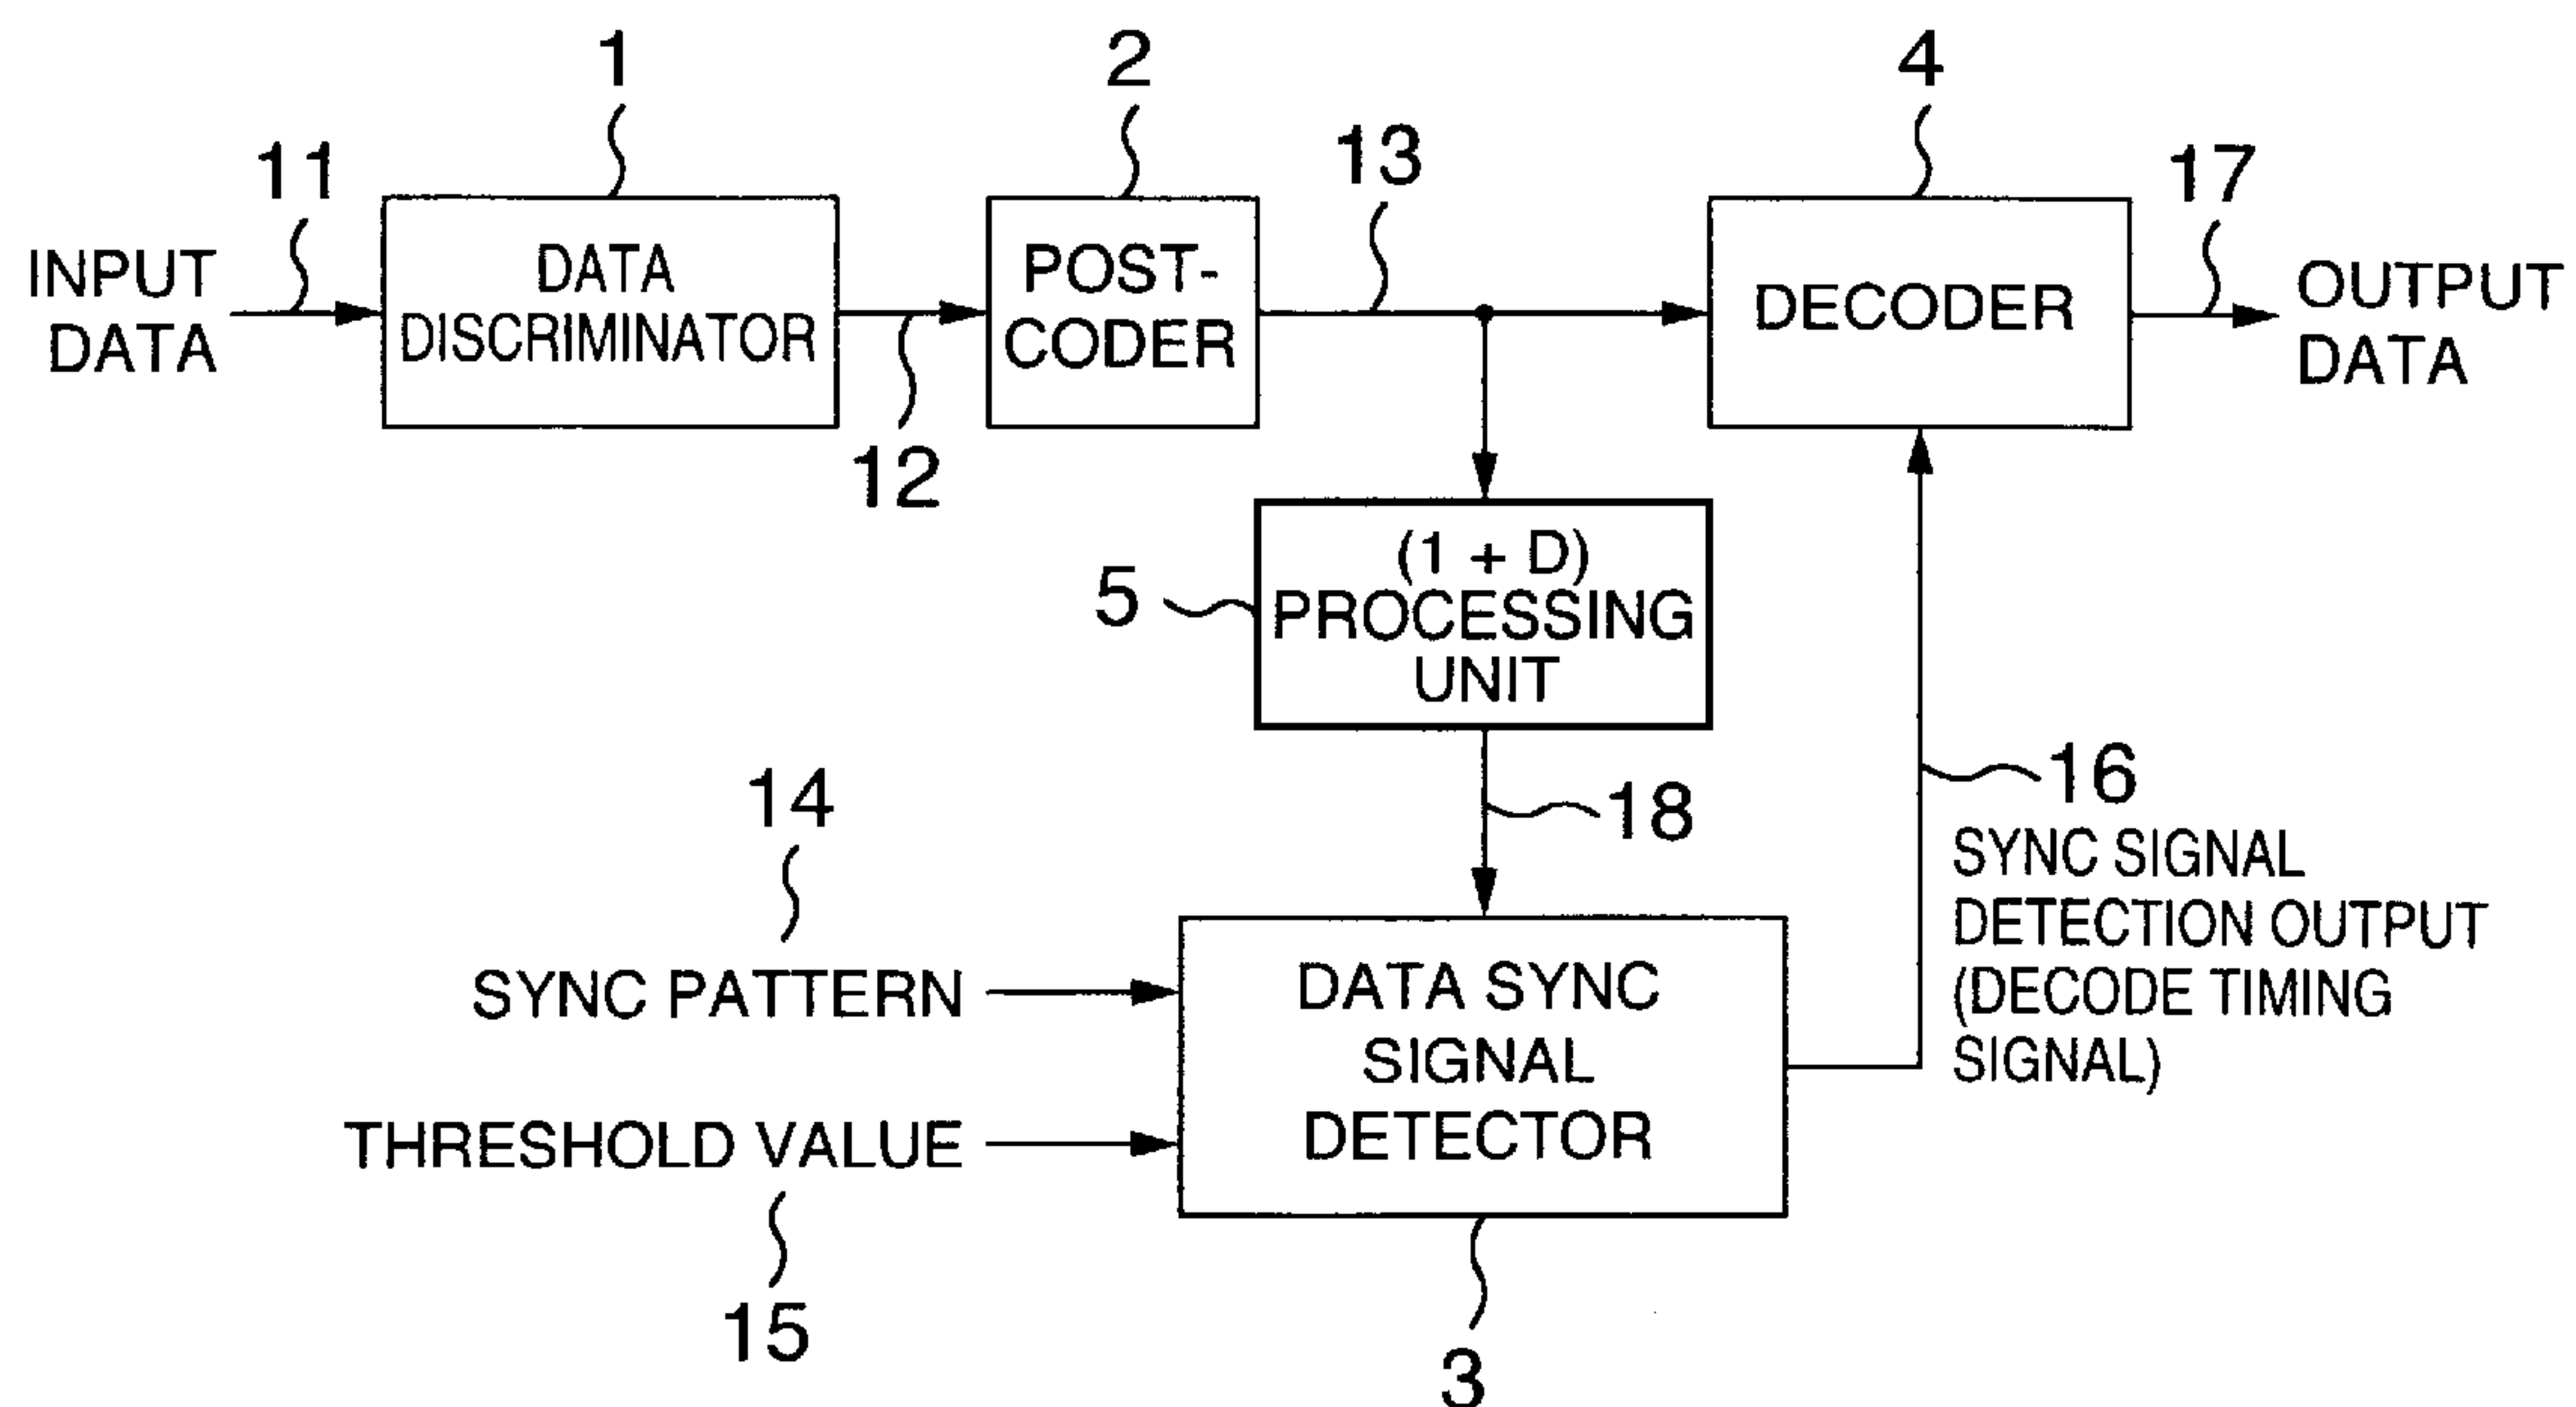 1
2
4
11
13
17
INPUT
DATA
DATA
DISCRIMINATOR
POST-
CODER
DECODER
OUTPUT
DATA
12
(1 + D)
PROCESSING
UNIT
5
14
18
16
SYNC SIGNAL
DETECTION OUTPUT
(DECODE TIMING
SIGNAL)
SYNC PATTERN
THRESHOLD VALUE
DATA SYNC
SIGNAL
DETECTOR
15
3